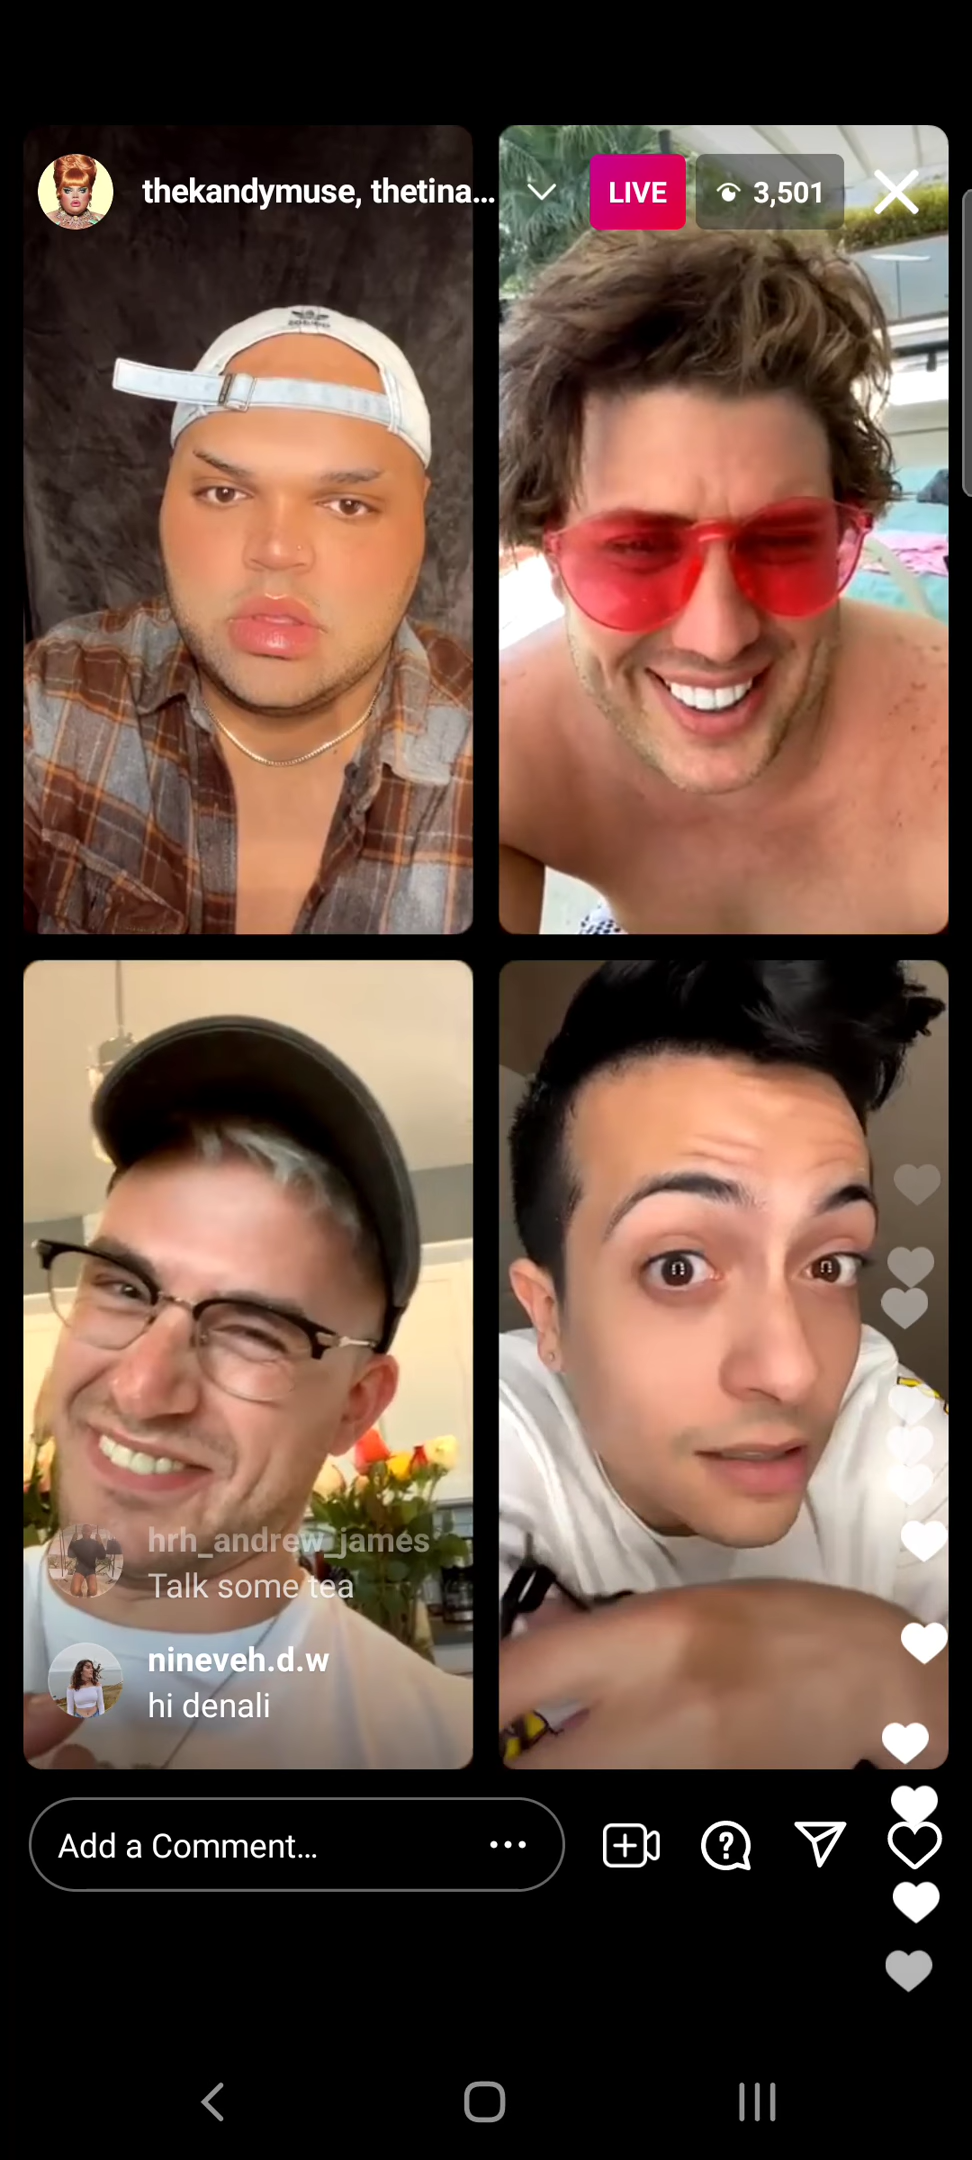 thekandymuse, thetina...
LIVE
3,501
hrh_andrew_james
Talk some tea
nineveh.d.w
hi denali
Add a Comment...